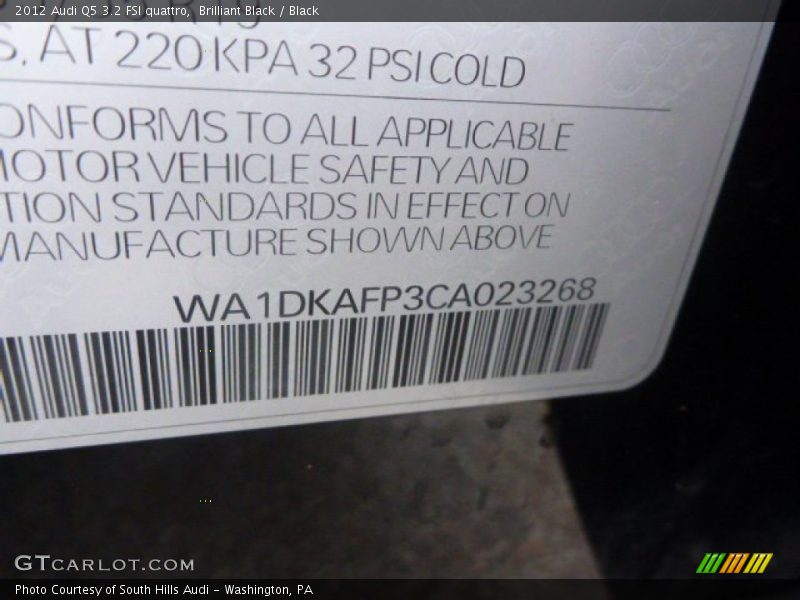 2012 Audi Q5 3.2 FSI quattro, Brilliant Black / Black
S, AT 220 KPA 32 PSI COLD
ONFORMS TO ALL APPLICABLE
MOTOR VEHICLE SAFETY AND
TION STANDARDS IN EFFECT ON
MANUFACTURE SHOWN ABOVE
WA1DKAFP3CA023268
GTCARLOT.COM
Photo Courtesy of South Hills Audi - Washington, PA